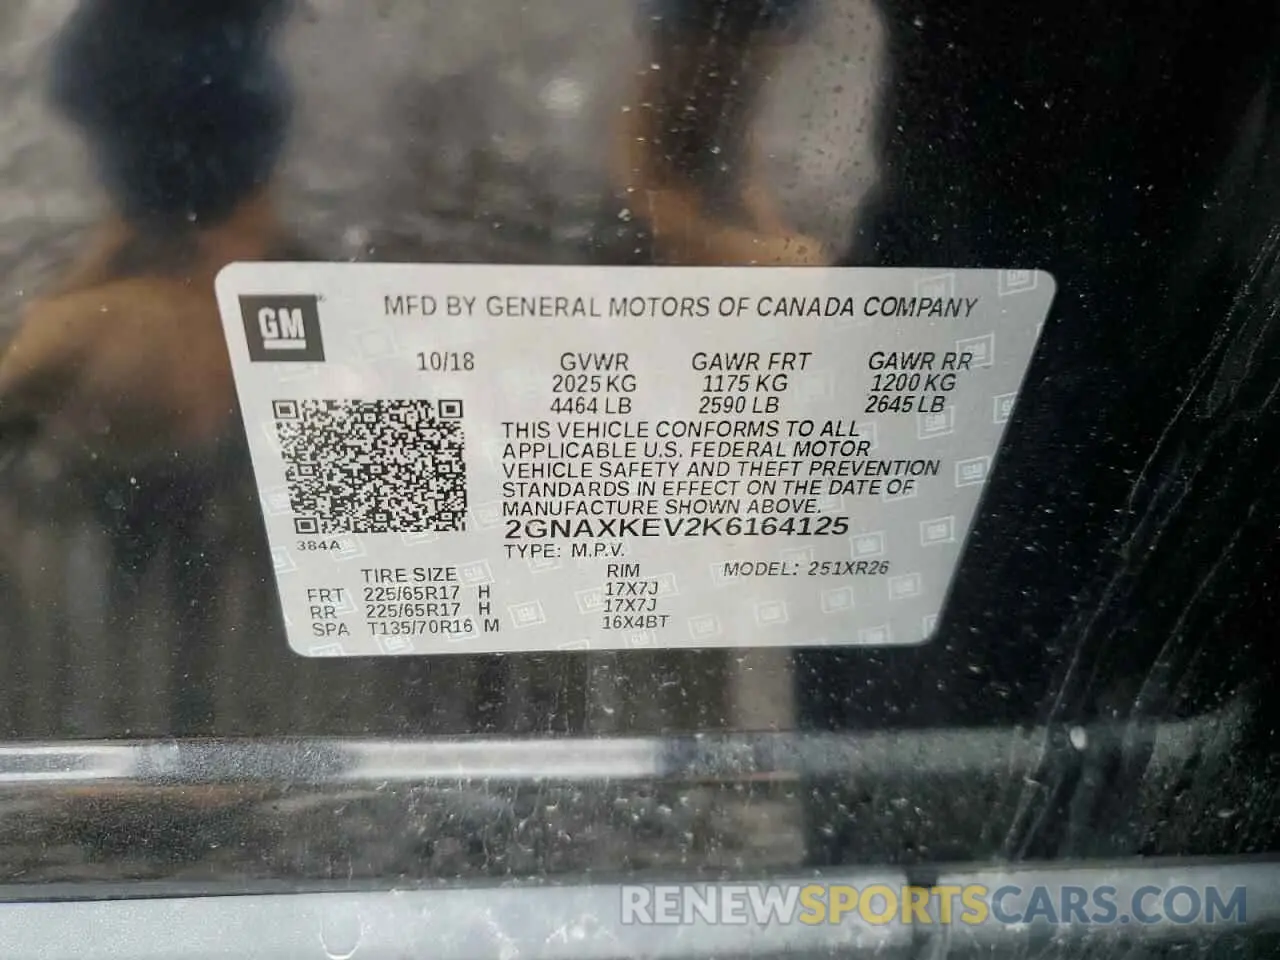 GM
MFD BY GENERAL MOTORS OF CANADA COMPANY
10/18 GVWR GAWR FRT GAWR RR
2025 KG 1175 KG 1200 KG
4464 LB 2590 LB 2645 LB
THIS VEHICLE CONFORMS TO ALL
APPLICABLE U.S. FEDERAL MOTOR
VEHICLE SAFETY AND THEFT PREVENTION
STANDARDS IN EFFECT ON THE DATE OF
MANUFACTURE SHOWN ABOVE.
2GNAXKEV2K6164125
384A
TYPE: M.P.V.
TIRE SIZE RIM MODEL: 251XR26
FRT 225/65R17 H 17X7J
RR 225/65R17 H 17X7J
SPA T135/70R16 M 16X4BT
RENEWSPORTSCARS.COM